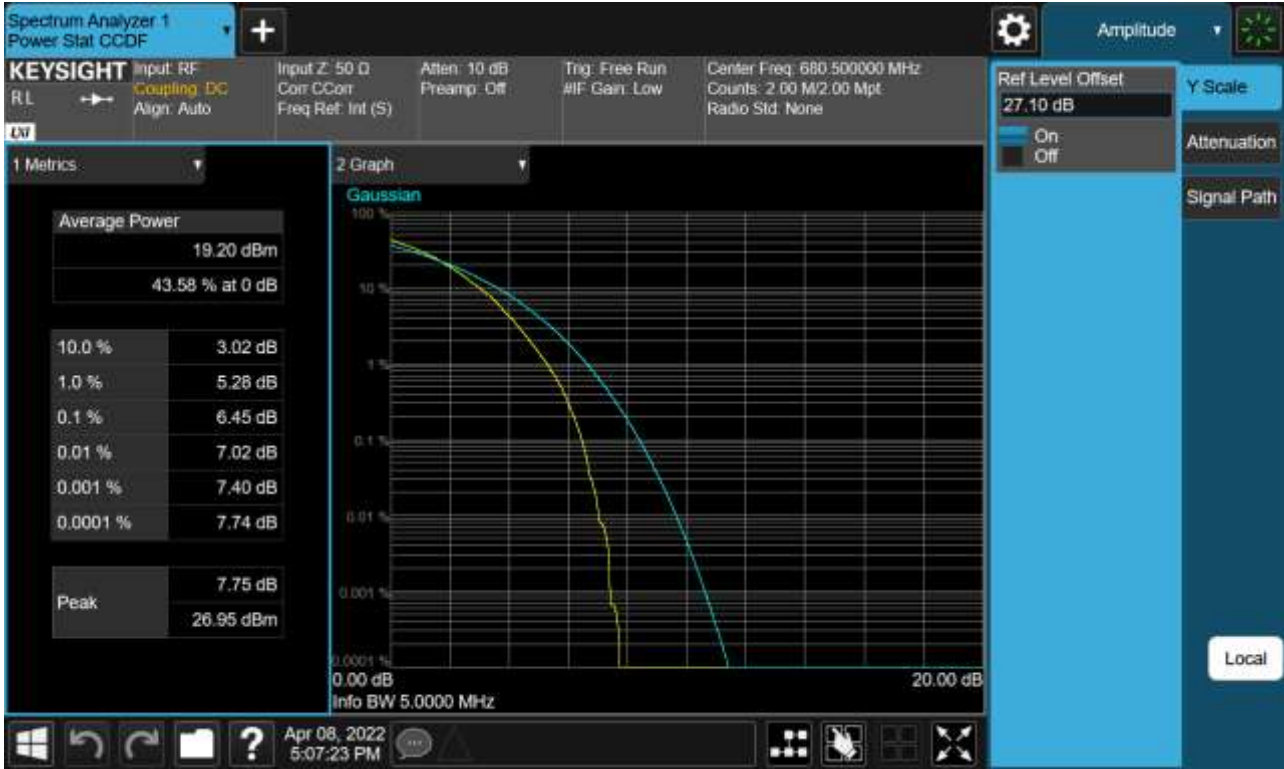 Spectrum Analyzer 1
Power Stat CCDF
+
Amplitude
KEYSIGHT
RL
LXI
Input: RF
Coupling: DC
Align: Auto
Input Z: 50 Ω
Corr CCorr
Freq Ref: Int (S)
Atten: 10 dB
Preamp: Off
Trig: Free Run
#IF Gain: Low
Center Freq: 680.500000 MHz
Counts: 2.00 M/2.00 Mpt
Radio Std: None
Ref Level Offset
27.10 dB
On
Off
Y Scale
Attenuation
Signal Path
Local
1 Metrics
Average Power
19.20 dBm
43.58 % at 0 dB
10.0 % 3.02 dB
1.0 % 5.28 dB
0.1 % 6.45 dB
0.01 % 7.02 dB
0.001 % 7.40 dB
0.0001 % 7.74 dB
Peak
7.75 dB
26.95 dBm
2 Graph
Gaussian
100 %
10 %
1 %
0.1 %
0.01 %
0.001 %
0.0001 %
0.00 dB 20.00 dB
Info BW 5.0000 MHz
?
Apr 08, 2022
5:07:23 PM